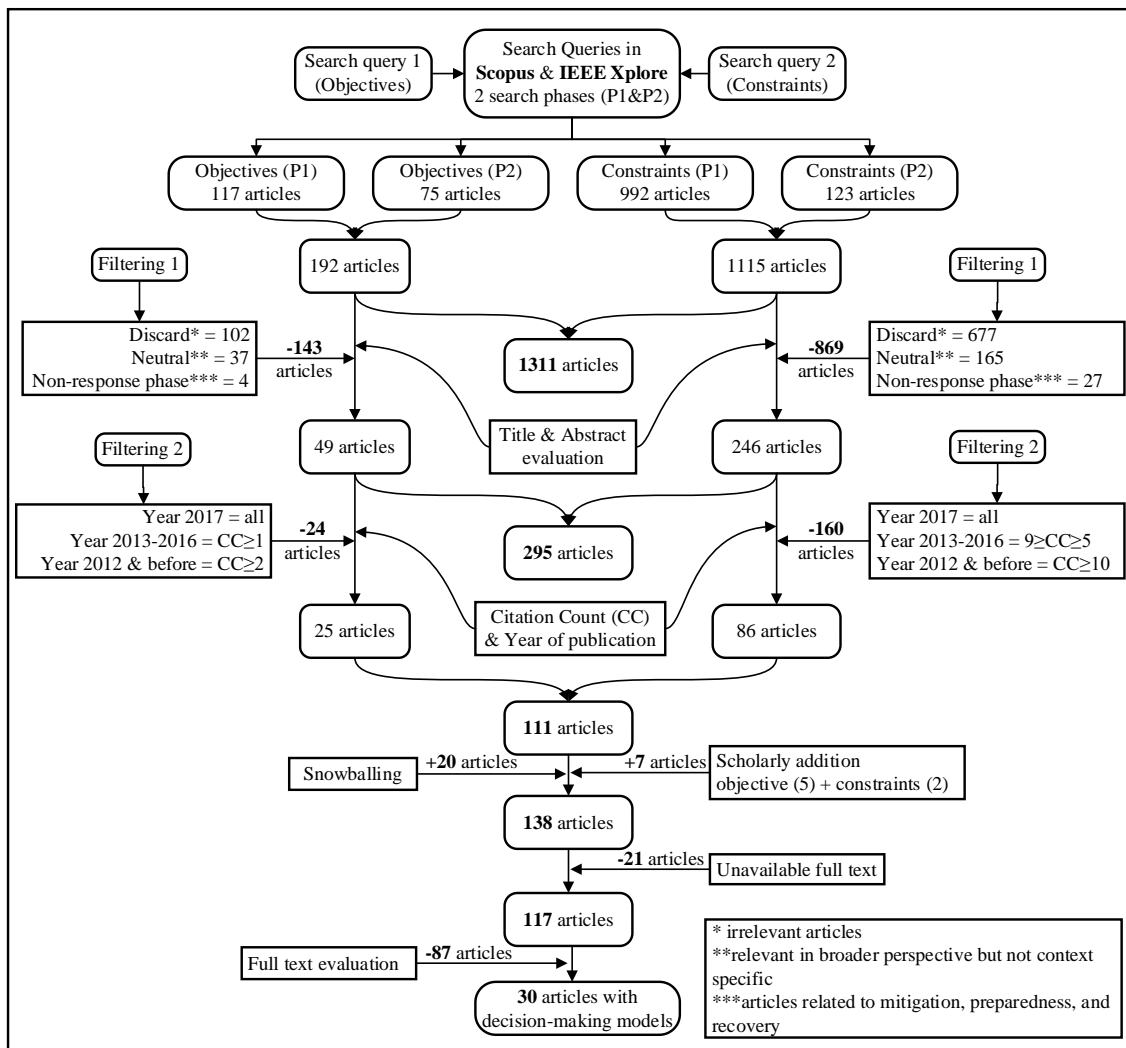 Search query 1
(Objectives)
Search Queries in
Scopus & IEEE Xplore
2 search phases (P1&P2)
Search query 2
(Constraints)
Objectives (P1)
117 articles
Objectives (P2)
75 articles
Constraints (P1)
992 articles
Constraints (P2)
123 articles
Filtering 1
192 articles
1115 articles
Filtering 1
Discard* = 102
Neutral** = 37
Non-response phase*** = 4
-143
articles
1311 articles
-869
articles
Discard* = 677
Neutral** = 165
Non-response phase*** = 27
49 articles
Title & Abstract
evaluation
246 articles
Filtering 2
Filtering 2
Year 2017 = all
Year 2013-2016 = CC≥1
Year 2012 & before = CC≥2
-24
articles
295 articles
-160
articles
Year 2017 = all
Year 2013-2016 = 9≥CC≥5
Year 2012 & before = CC≥10
25 articles
Citation Count (CC)
& Year of publication
86 articles
111 articles
Snowballing
+20 articles
+7 articles
Scholarly addition
objective (5) + constraints (2)
138 articles
-21 articles
Unavailable full text
117 articles
Full text evaluation
-87 articles
30 articles with
decision-making models
* irrelevant articles
**relevant in broader perspective but not context
specific
***articles related to mitigation, preparedness, and
recovery